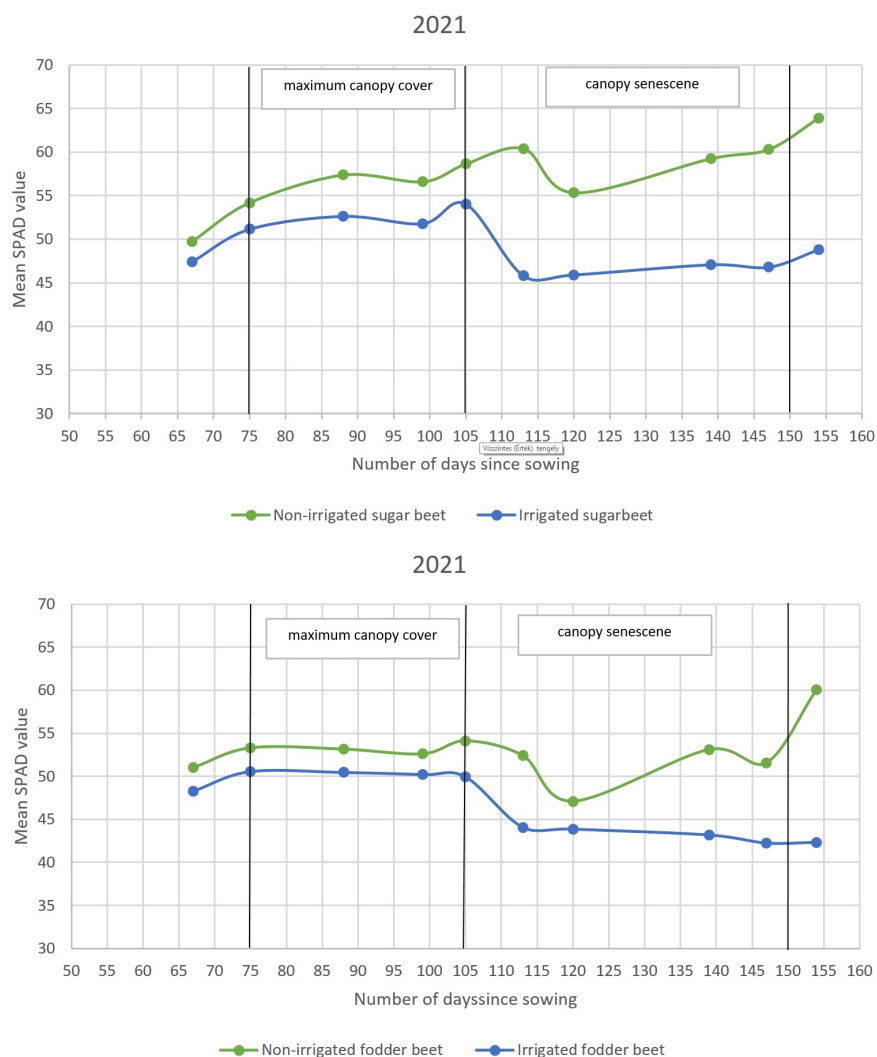 2021
70
maximum canopy cover
canopy senescene
65
60
55
50
45
40
35
30
50 55 60 65 70 75 80 85 90 95 100 105 110 115 120 125 130 135 140 145 150 155 160
Mean SPAD value
Vízszintes (Érték) tengely
Number of days since sowing
Non-irrigated sugar beet Irrigated sugarbeet
2021
70
maximum canopy cover
canopy senescene
65
60
55
50
45
40
35
30
50 55 60 65 70 75 80 85 90 95 100 105 110 115 120 125 130 135 140 145 150 155 160
Mean SPAD value
Number of dayssince sowing
Non-irrigated fodder beet Irrigated fodder beet